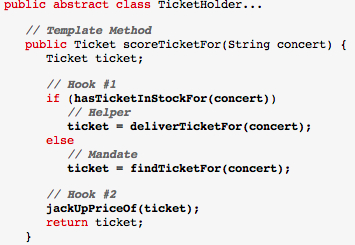 public abstract class TicketHolder...
// Template Method
public Ticket scoreTicketFor(String concert) {
Ticket ticket;
// Hook #1
if (hasTicketInStockFor(concert))
// Helper
ticket = deliverTicketFor(concert);
else
// Mandate
ticket = findTicketFor(concert);
// Hook #2
jackUpPriceOf(ticket);
return ticket;
}